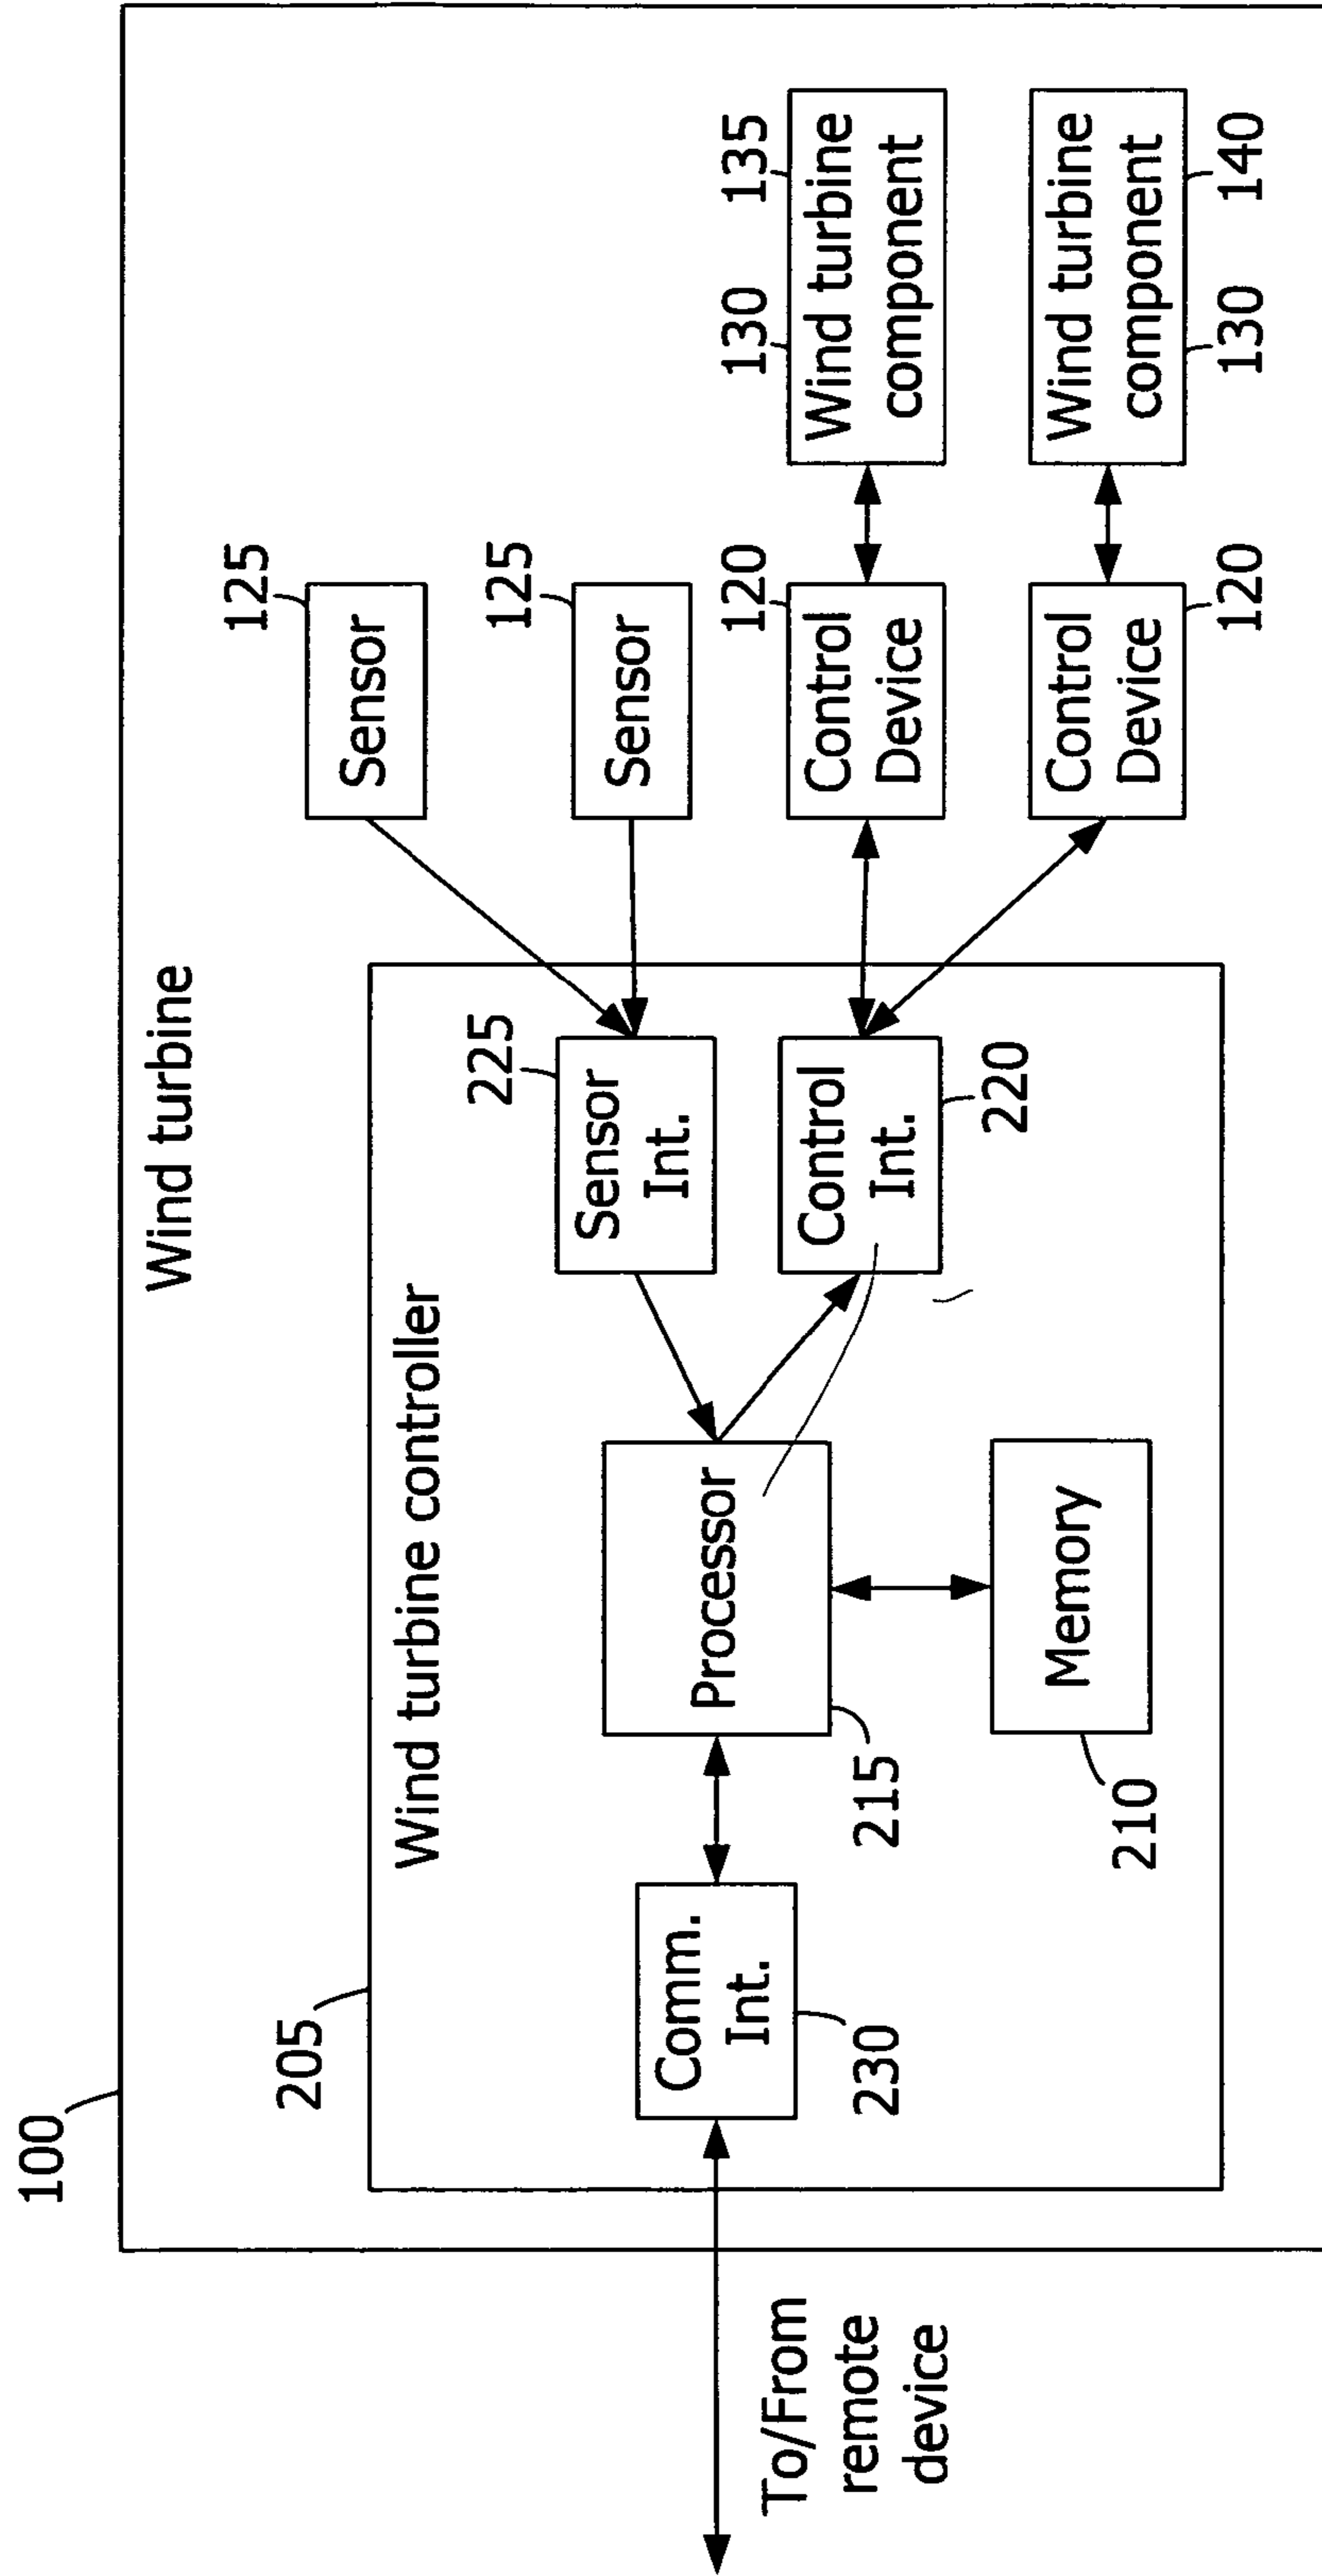 100
Wind turbine
205
Wind turbine controller
125
Sensor
125
Sensor
225
Sensor
Int.
Comm.
Int.
230
Processor
215
Control
Int.
220
120
Control
Device
130
135
Wind turbine
component
Memory
210
Control
Device
120
Wind turbine
component
130
140
To/From
remote
device